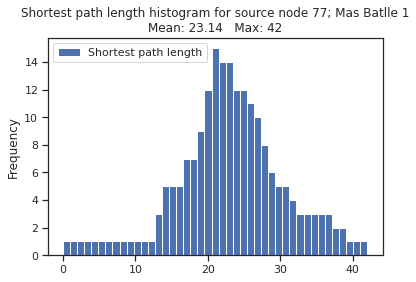 Shortest path length histogram for source node 77; Mas Batlle 1
Mean: 23.14 Max: 42
Shortest path length
Frequency
14
12
10
8
6
4
2
0
0 10 20 30 40